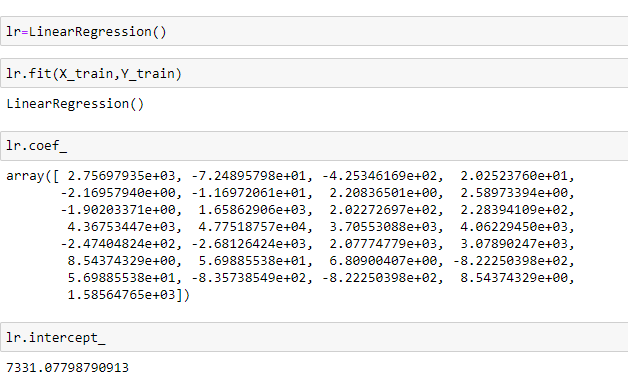 lr=LinearRegression()
lr.fit(X_train,Y_train)
LinearRegression()
lr.coef_
array([ 2.75697935e+03, -7.24895798e+01, -4.25346169e+02,  2.02523760e+01,
-2.16957940e+00, -1.16972061e+01,  2.20836501e+00,  2.58973394e+00,
-1.90203371e+00,  1.65862906e+03,  2.02272697e+02,  2.28394109e+02,
4.36753447e+03,  4.77518757e+04,  3.70553088e+03,  4.06229450e+03,
-2.47404824e+02, -2.68126424e+03,  2.07774779e+03,  3.07890247e+03,
8.54374329e+00,  5.69885538e+01,  6.80900407e+00, -8.22250398e+02,
5.69885538e+01, -8.35738549e+02, -8.22250398e+02,  8.54374329e+00,
1.58564765e+03])
lr.intercept_
7331.07798790913